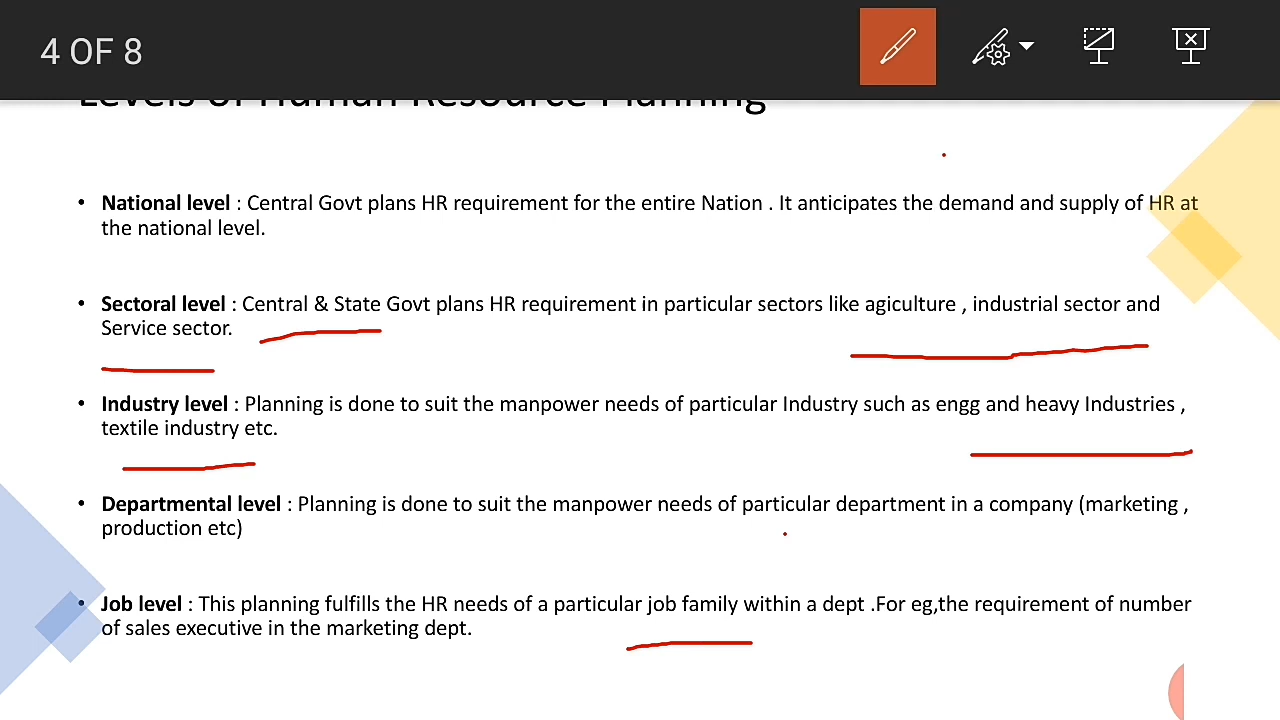 4 OF 8
Levels of Human Resource Planning
• National level : Central Govt plans HR requirement for the entire Nation . It anticipates the demand and supply of HR at
the national level.
• Sectoral level : Central & State Govt plans HR requirement in particular sectors like agiculture , industrial sector and
Service sector.
• Industry level : Planning is done to suit the manpower needs of particular Industry such as engg and heavy Industries ,
textile industry etc.
• Departmental level : Planning is done to suit the manpower needs of particular department in a company (marketing ,
production etc)
• Job level : This planning fulfills the HR needs of a particular job family within a dept .For eg,the requirement of number
of sales executive in the marketing dept.